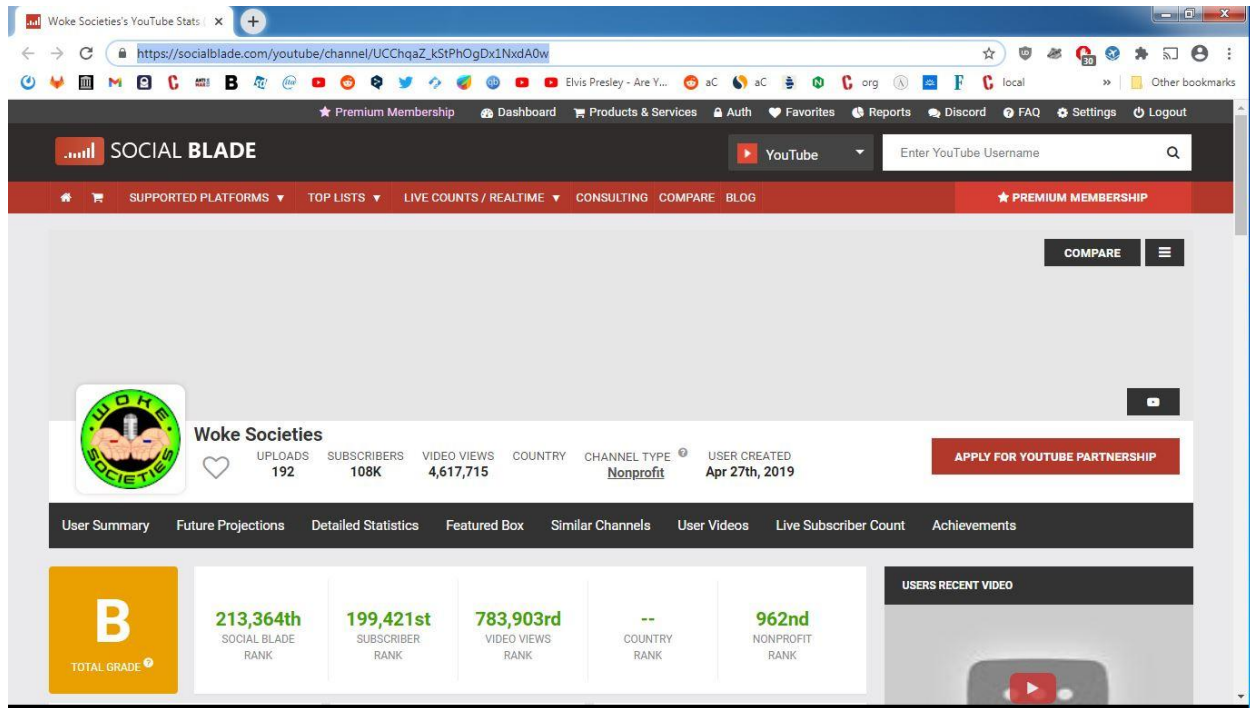 Woke Societies's YouTube Stats (
https://socialblade.com/youtube/channel/UCChqaZ_kStPhOgDx1NxdA0w
30
Elvis Presley - Are Y... aC aC org local » Other bookmarks
Premium Membership Dashboard Products & Services Auth Favorites Reports Discord FAQ Settings Logout
SOCIAL BLADE YouTube Enter YouTube Username
SUPPORTED PLATFORMS ▼ TOP LISTS ▼ LIVE COUNTS / REALTIME ▼ CONSULTING COMPARE BLOG PREMIUM MEMBERSHIP
COMPARE
WOKE
SOCIETIES
Woke Societies
UPLOADS SUBSCRIBERS VIDEO VIEWS COUNTRY CHANNEL TYPE USER CREATED
192 108K 4,617,715 Nonprofit Apr 27th, 2019
APPLY FOR YOUTUBE PARTNERSHIP
User Summary Future Projections Detailed Statistics Featured Box Similar Channels User Videos Live Subscriber Count Achievements
B
TOTAL GRADE
213,364th 199,421st 783,903rd -- 962nd
SOCIAL BLADE RANK SUBSCRIBER RANK VIDEO VIEWS RANK COUNTRY RANK NONPROFIT RANK
USERS RECENT VIDEO